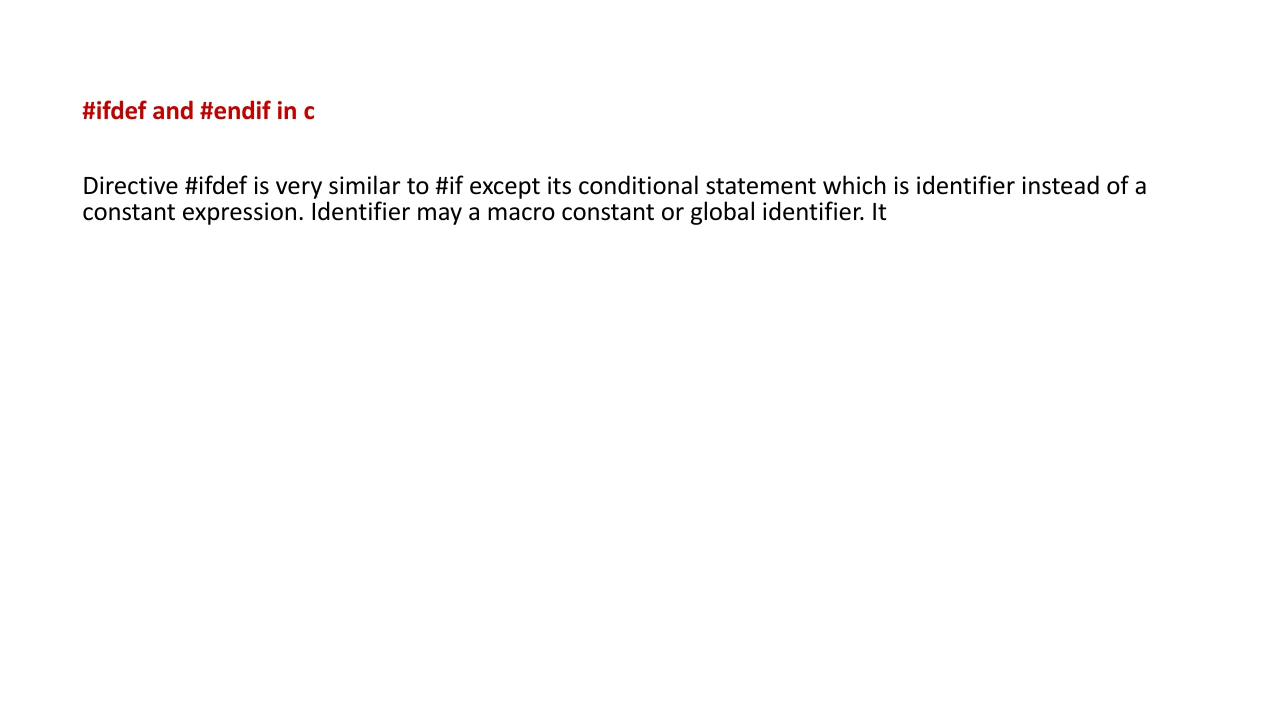 #ifdef and #endif in c
Directive #ifdef is very similar to #if except its conditional statement which is identifier instead of a
constant expression. Identifier may a macro constant or global identifier. It